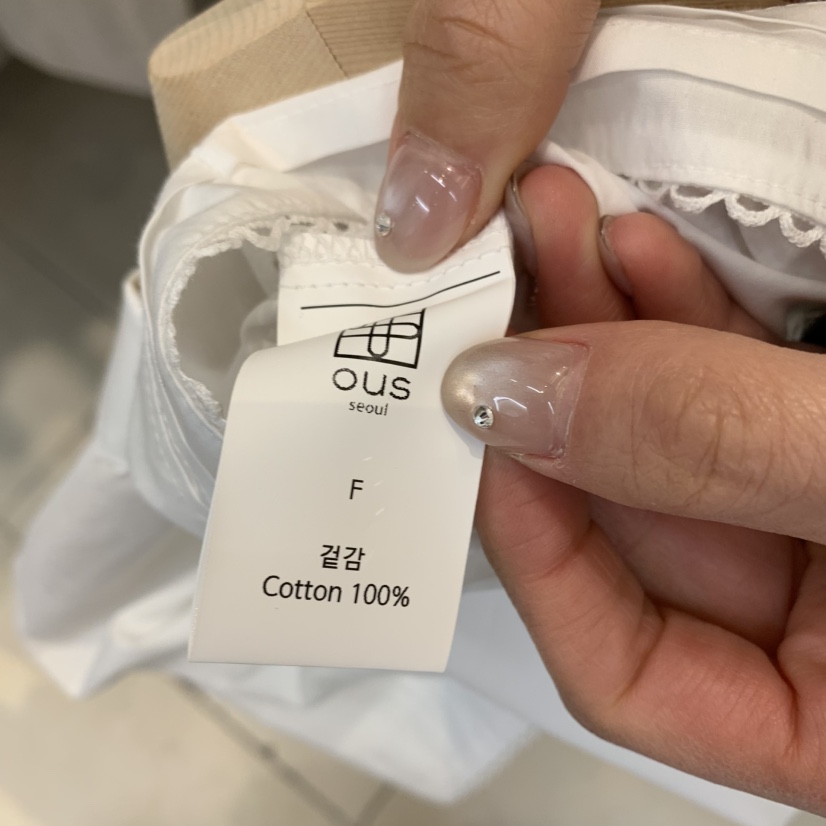 ous
seoul
F
겉감
Cotton 100%